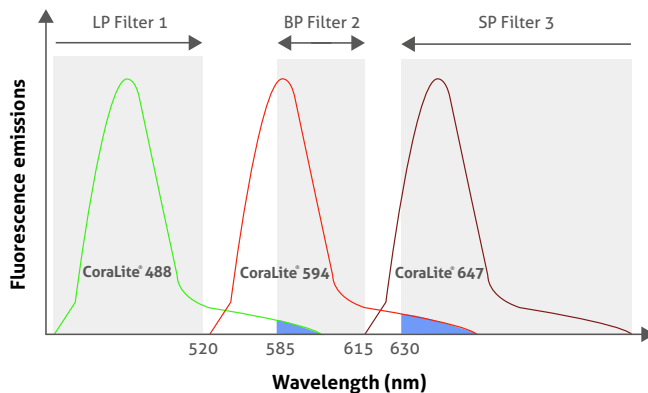 LP Filter 1
BP Filter 2
SP Filter 3
Fluorescence emissions
CoraLite® 488
CoraLite® 594
CoraLite® 647
520
585
615
630
Wavelength (nm)